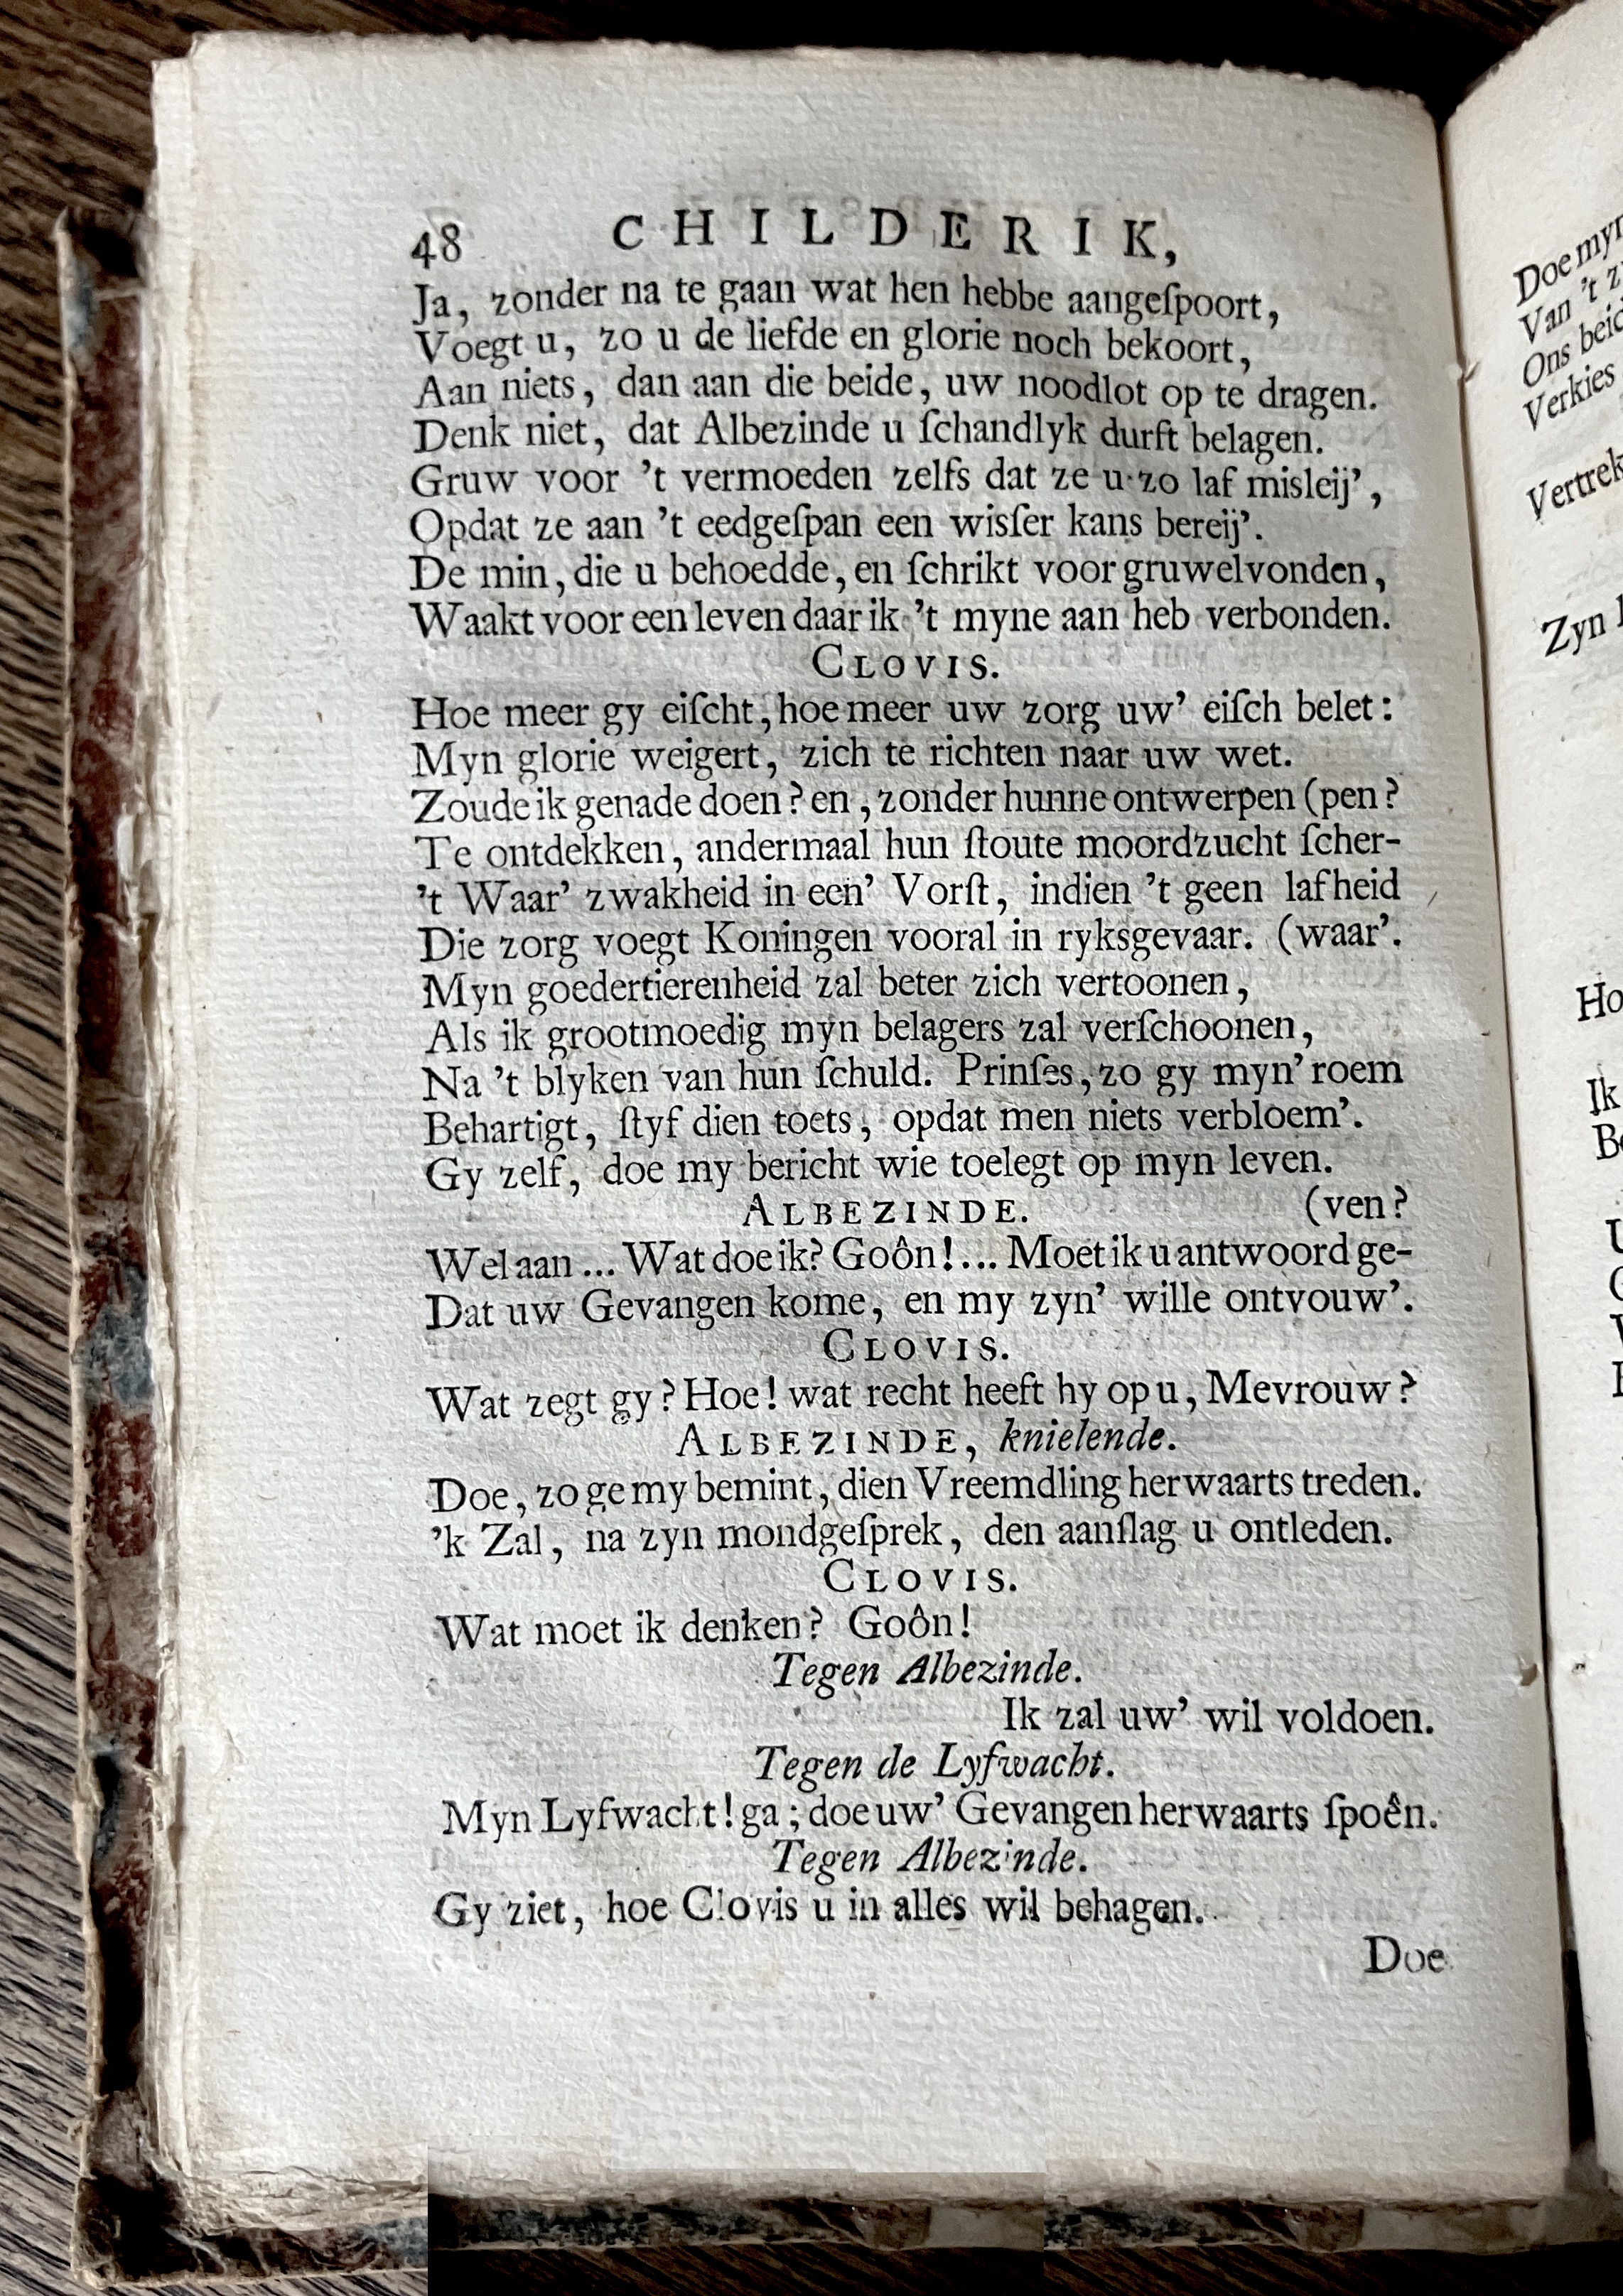 48 CHILDERIK,
Ja, zonder na te gaan wat hen hebbe aangeſpoort,
Voegt u, zo u de liefde en glorie noch bekoort,
Aan niets, dan aan die beide, uw noodlot op te dragen.
Denk niet, dat Albezinde u ſchandlyk durft belagen.
Gruw voor 't vermoeden zelfs dat ze u zo laf misleij',
Opdat ze aan 't eedgeſpan een wisſer kans bereij'.
De min, die u behoedde, en ſchrikt voor gruwelvonden,
Waakt voor een leven daar ik 't myne aan heb verbonden.
CLOVIS.
Hoe meer gy eiſcht, hoe meer uw zorg uw' eiſch belet:
Myn glorie weigert, zich te richten naar uw wet.
Zoude ik genade doen? en, zonder hunne ontwerpen (pen?
Te ontdekken, andermaal hun ſtoute moordzucht ſcher-
't Waar' zwakheid in een' Vorſt, indien 't geen lafheid
Die zorg voegt Koningen vooral in ryksgevaar. (waar'.
Myn goedertierenheid zal beter zich vertoonen,
Als ik grootmoedig myn belagers zal verſchoonen,
Na 't blyken van hun ſchuld. Prinſes, zo gy myn' roem
Behartigt, ſtyf dien toets, opdat men niets verbloem'.
Gy zelf, doe my bericht wie toelegt op myn leven.
ALBEZINDE. (ven?
Welaan ... Wat doe ik? Goôn!... Moet ik u antwoord ge-
Dat uw Gevangen kome, en my zyn' wille ontvouw'.
CLOVIS.
Wat zegt gy? Hoe! wat recht heeft hy op u, Mevrouw?
ALBEZINDE, knielende.
Doe, zo ge my bemint, dien Vreemdling herwaarts treden.
'k Zal, na zyn mondgeſprek, den aanſlag u ontleden.
CLOVIS.
Wat moet ik denken? Goôn!
Tegen Albezinde.
Ik zal uw' wil voldoen.
Tegen de Lyfwacht.
Myn Lyfwacht! ga; doe uw' Gevangen herwaarts ſpoên.
Tegen Albezinde.
Gy ziet, hoe Clovis u in alles wil behagen.
Doe
Doe myn
Van 't
Ons
Verkies
Vertrek
Zyn
Ik